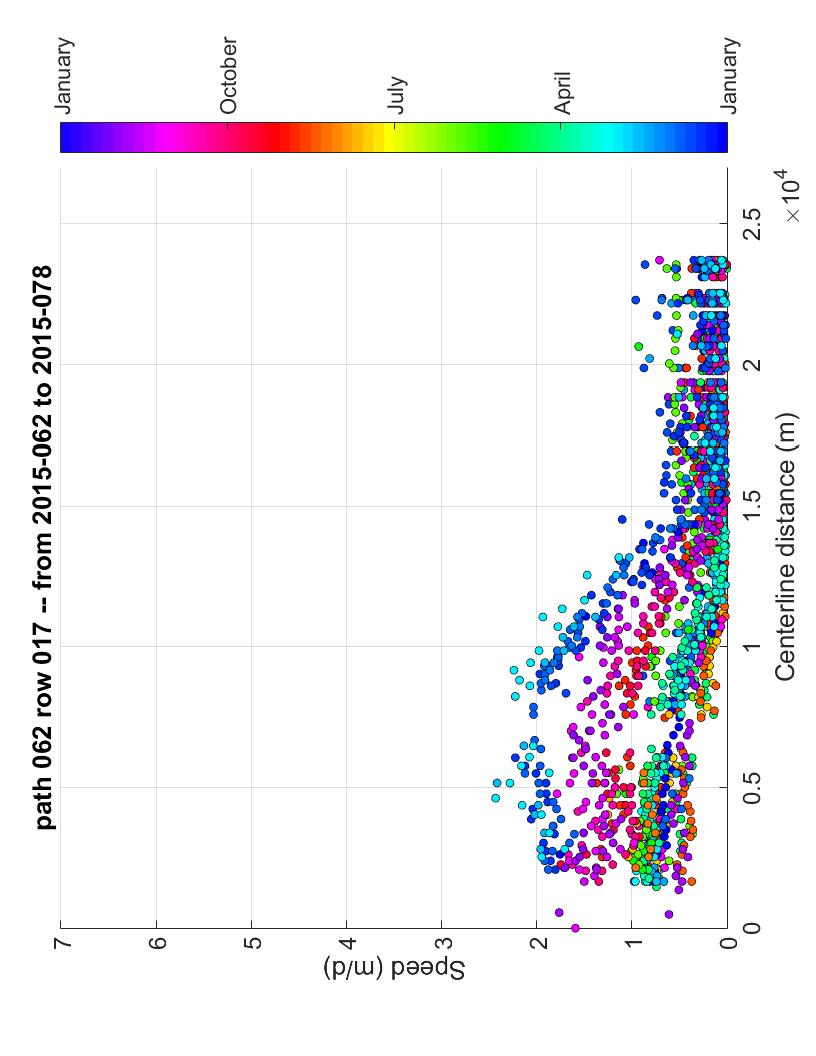 path 062 row 017 -- from 2015-062 to 2015-078
7
6
5
4
3
2
1
0
Speed (m/d)
0
0.5
1
1.5
2
2.5
×10⁴
Centerline distance (m)
January
October
July
April
January